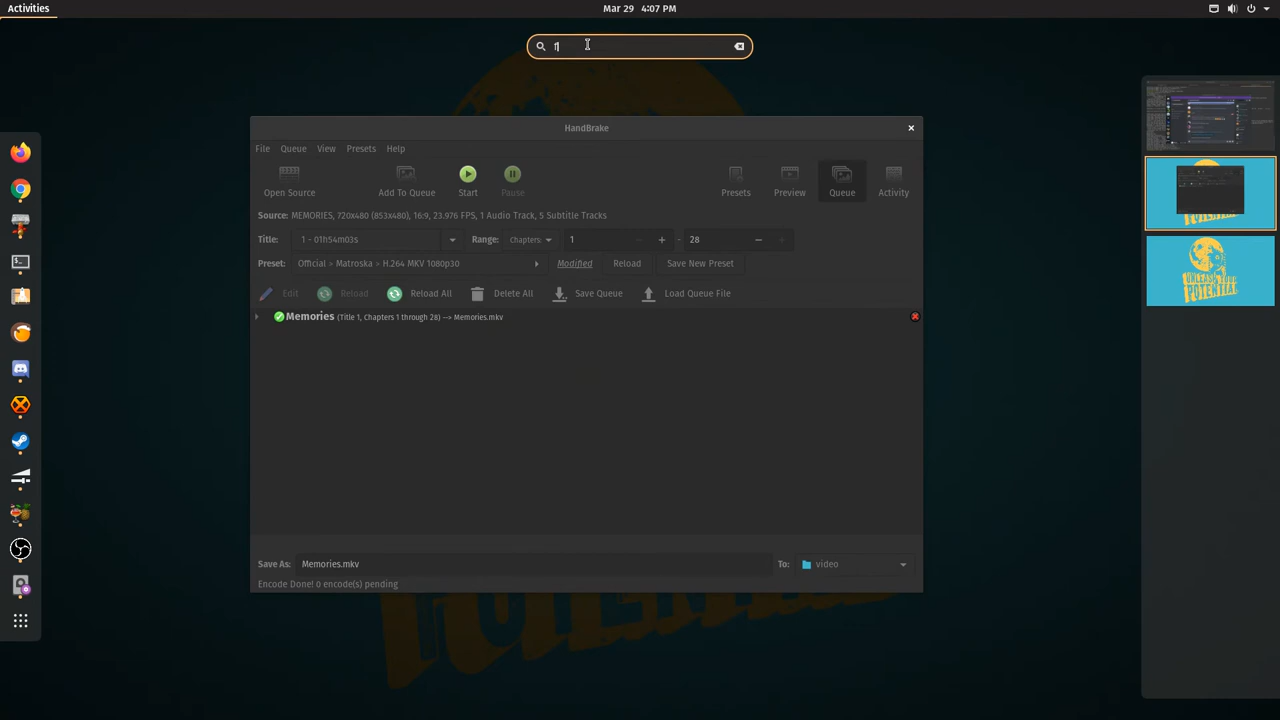 Activities
Mar 29 4:07 PM
f
HandBrake
File Queue View Presets Help
Open Source Add To Queue Start Pause Presets Preview Queue Activity
Source: MEMORIES, 720x480 (853x480), 16:9, 23.976 FPS, 1 Audio Track, 5 Subtitle Tracks
Title: 1 - 01h54m03s Range: Chapters: 1 - 28
Preset: Official > Matroska > H.264 MKV 1080p30 Modified Reload Save New Preset
Edit Reload Reload All Delete All Save Queue Load Queue File
Memories (Title 1, Chapters 1 through 28) --> Memories.mkv
Save As: Memories.mkv To: video
Encode Done! 0 encode(s) pending
UNLEASH YOUR
POTENTIAL
POTENTIAL